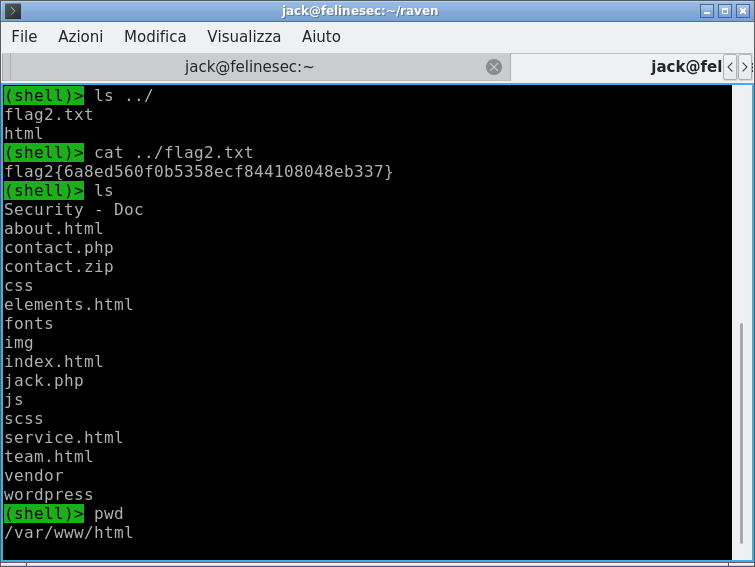 jack@felinesec:~/raven
File Azioni Modifica Visualizza Aiuto
jack@felinesec:~
jack@fel
(shell)> ls ../
flag2.txt
html
(shell)> cat ../flag2.txt
flag2{6a8ed560f0b5358ecf844108048eb337}
(shell)> ls
Security - Doc
about.html
contact.php
contact.zip
css
elements.html
fonts
img
index.html
jack.php
js
scss
service.html
team.html
vendor
wordpress
(shell)> pwd
/var/www/html